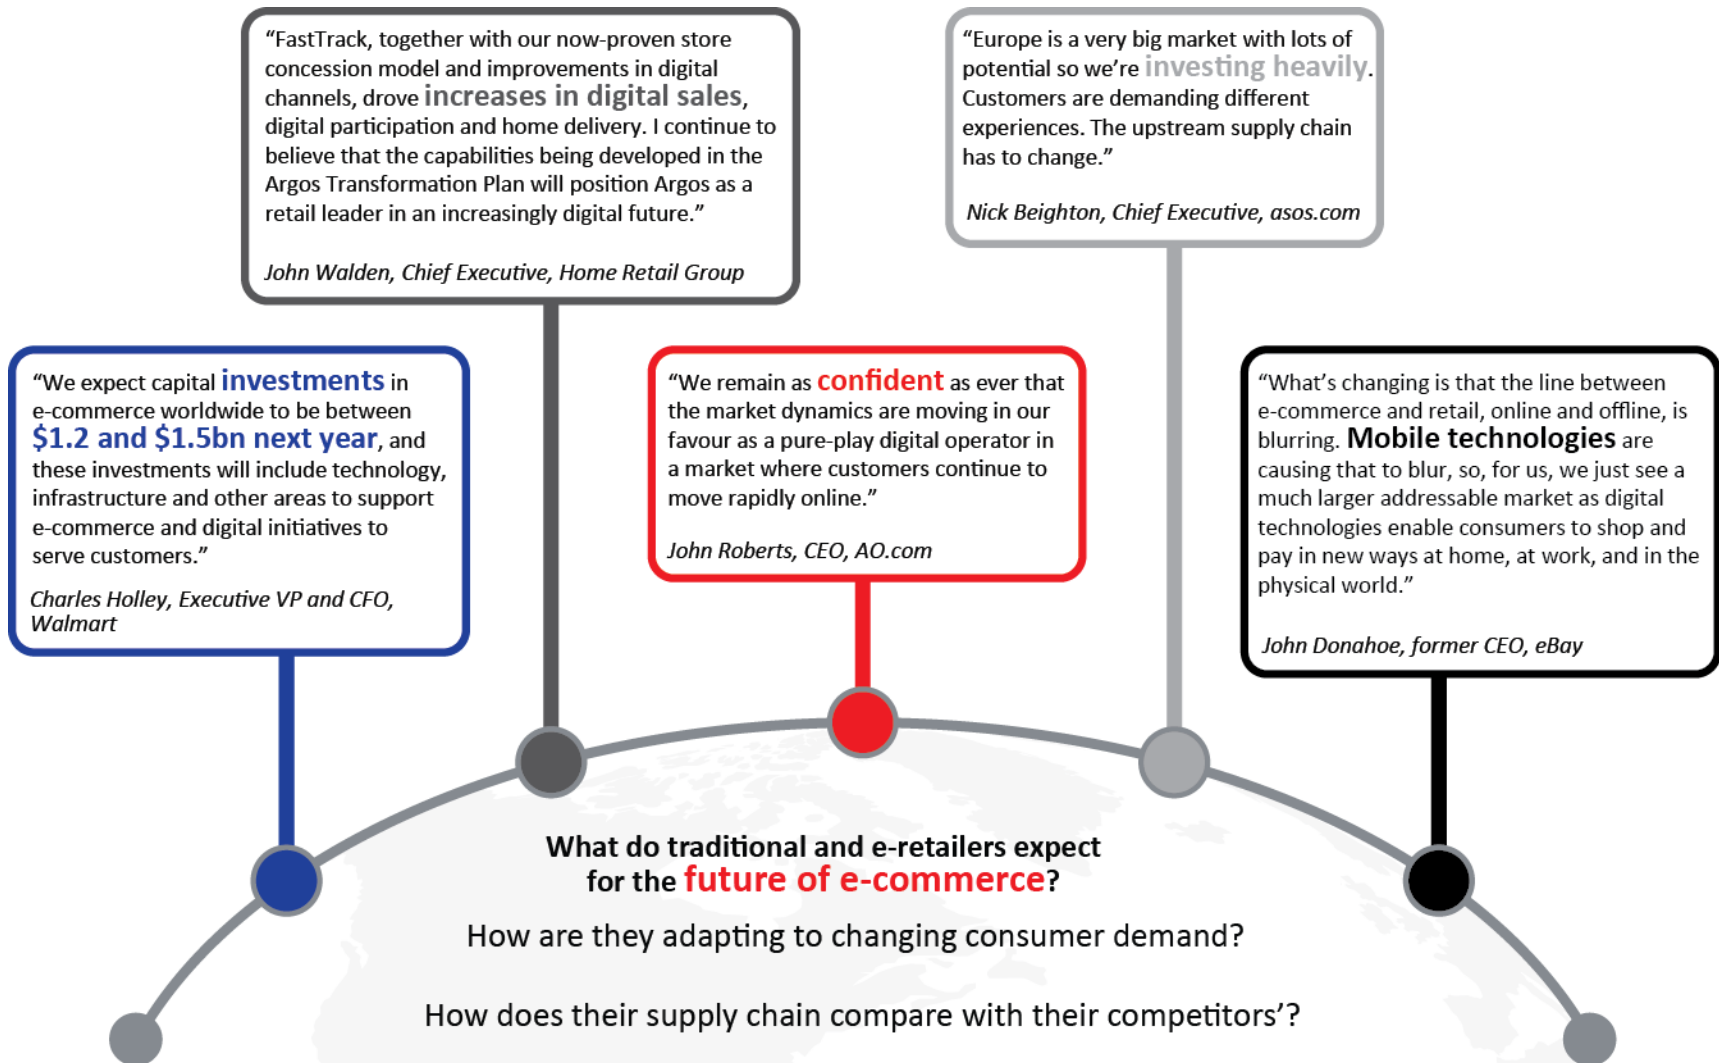 “FastTrack, together with our now-proven store
concession model and improvements in digital
channels, drove increases in digital sales,
digital participation and home delivery. I continue to
believe that the capabilities being developed in the
Argos Transformation Plan will position Argos as a
retail leader in an increasingly digital future.”
John Walden, Chief Executive, Home Retail Group
“Europe is a very big market with lots of
potential so we’re investing heavily.
Customers are demanding different
experiences. The upstream supply chain
has to change.”
Nick Beighton, Chief Executive, asos.com
“We expect capital investments in
e-commerce worldwide to be between
$1.2 and $1.5bn next year, and
these investments will include technology,
infrastructure and other areas to support
e-commerce and digital initiatives to
serve customers.”
Charles Holley, Executive VP and CFO,
Walmart
“We remain as confident as ever that
the market dynamics are moving in our
favour as a pure-play digital operator in
a market where customers continue to
move rapidly online.”
John Roberts, CEO, AO.com
“What’s changing is that the line between
e-commerce and retail, online and offline, is
blurring. Mobile technologies are
causing that to blur, so, for us, we just see a
much larger addressable market as digital
technologies enable consumers to shop and
pay in new ways at home, at work, and in the
physical world.”
John Donahoe, former CEO, eBay
What do traditional and e-retailers expect
for the future of e-commerce?
How are they adapting to changing consumer demand?
How does their supply chain compare with their competitors’?